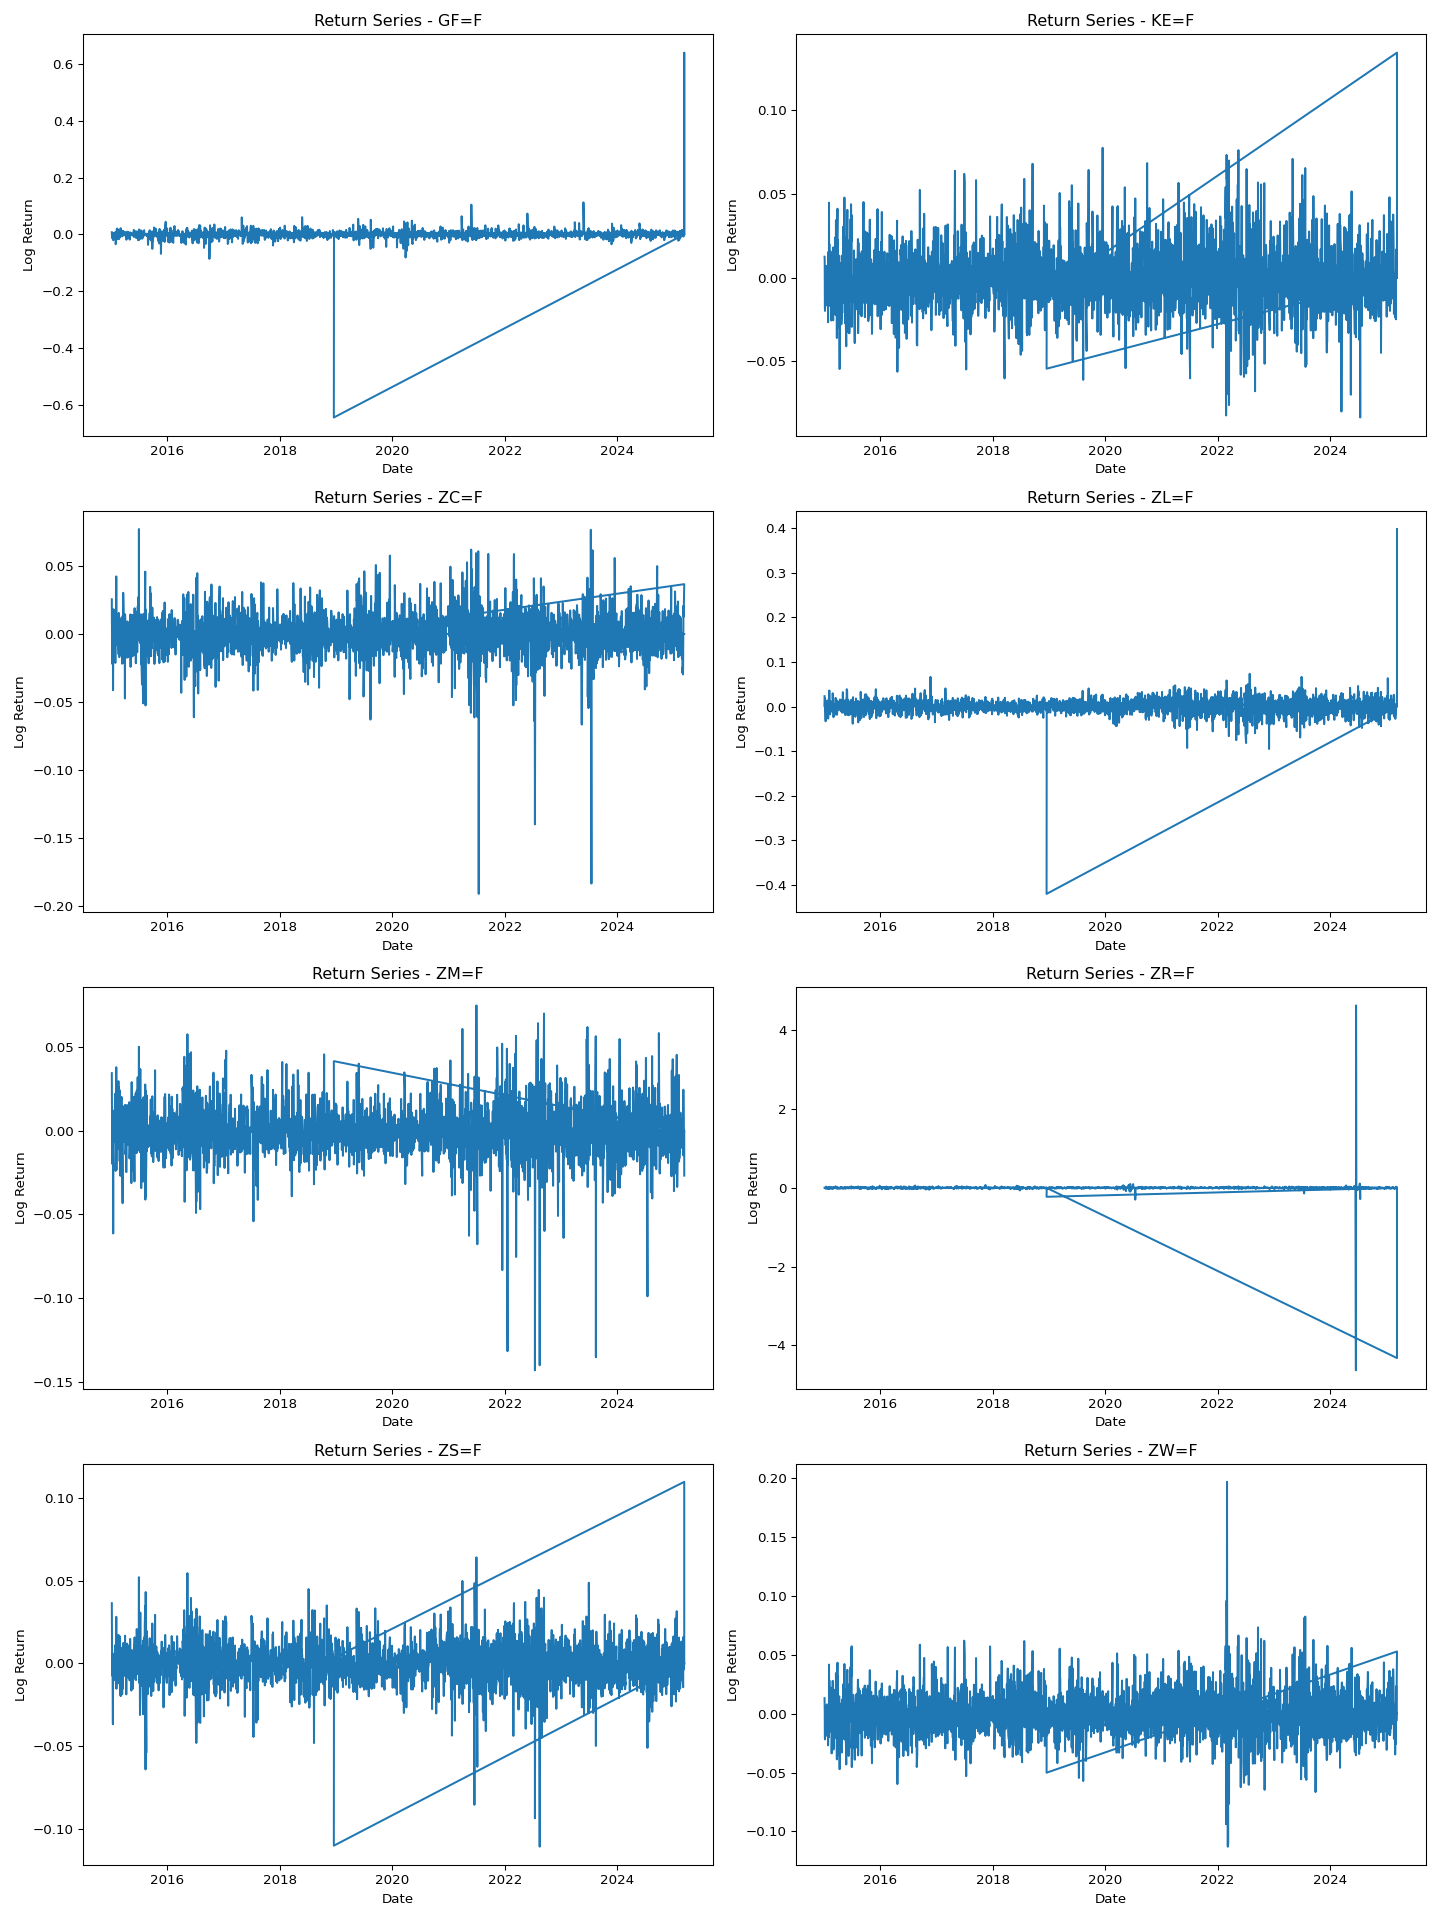 Return Series - GF=F
Log Return
0.6
0.4
0.2
0.0
−0.2
−0.4
−0.6
2016 2018 2020 2022 2024
Date
Return Series - KE=F
Log Return
0.10
0.05
0.00
−0.05
2016 2018 2020 2022 2024
Date
Return Series - ZC=F
Log Return
0.05
0.00
−0.05
−0.10
−0.15
−0.20
2016 2018 2020 2022 2024
Date
Return Series - ZL=F
Log Return
0.4
0.3
0.2
0.1
0.0
−0.1
−0.2
−0.3
−0.4
2016 2018 2020 2022 2024
Date
Return Series - ZM=F
Log Return
0.05
0.00
−0.05
−0.10
−0.15
2016 2018 2020 2022 2024
Date
Return Series - ZR=F
Log Return
4
2
0
−2
−4
2016 2018 2020 2022 2024
Date
Return Series - ZS=F
Log Return
0.10
0.05
0.00
−0.05
−0.10
2016 2018 2020 2022 2024
Date
Return Series - ZW=F
Log Return
0.20
0.15
0.10
0.05
0.00
−0.05
−0.10
2016 2018 2020 2022 2024
Date